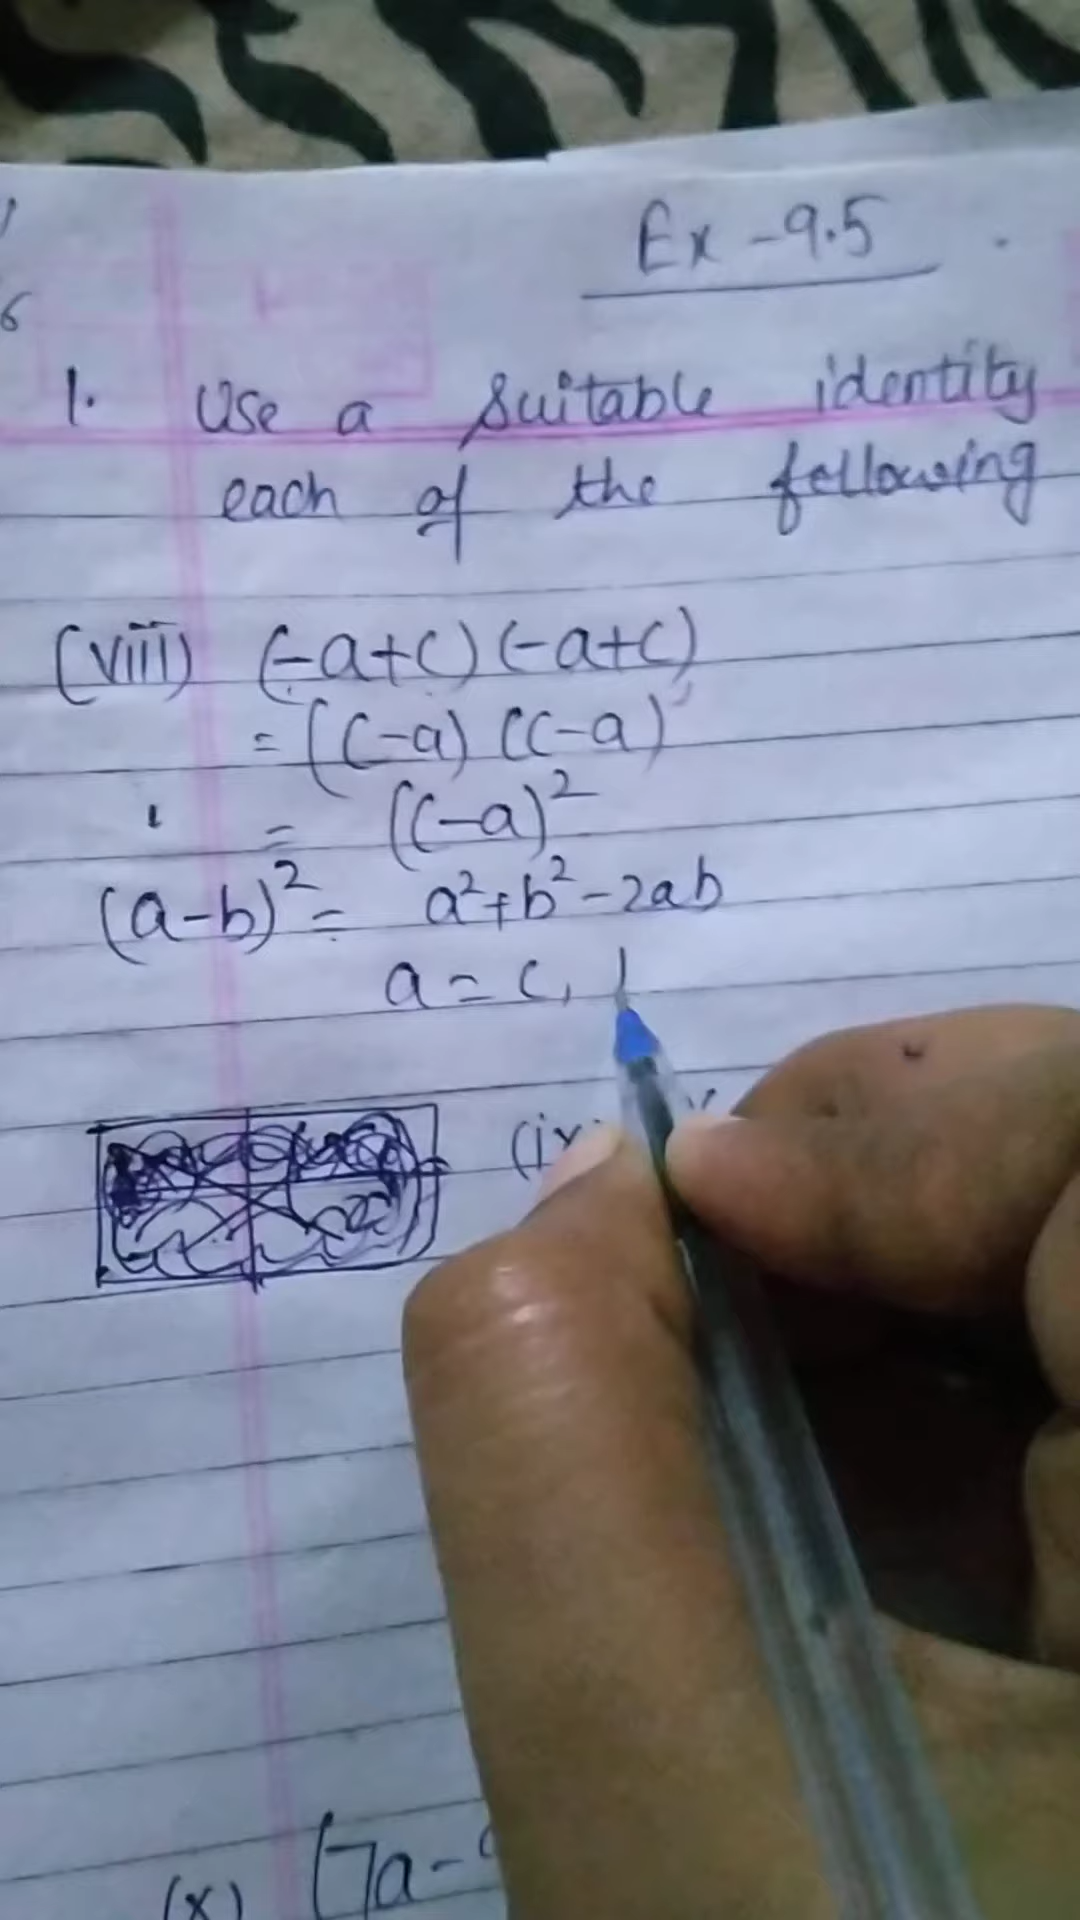 6
Ex - 9.5
1. Use a suitable identity
each of the following
(viii) (-a+c) (-a+c)
= (c-a) (c-a)
= (c-a)²
(a-b)² = a²+b²-2ab
a = c,
(ix)
(x) (7a-